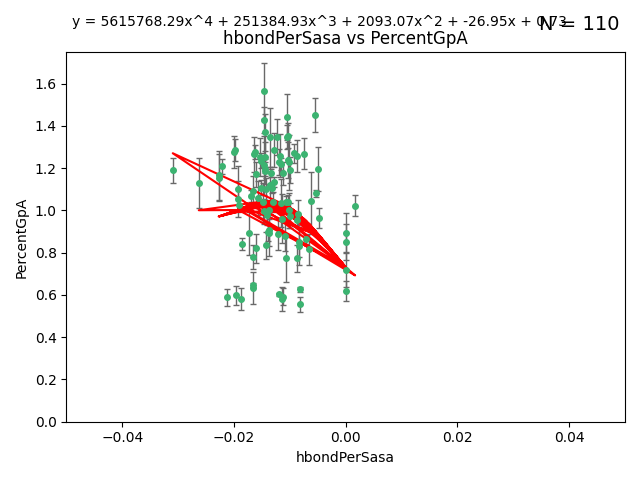 y = 5615768.29x^4 + 251384.93x^3 + 2093.07x^2 + -26.95x + 0.73
N = 110
hbondPerSasa vs PercentGpA
PercentGpA
1.6
1.4
1.2
1.0
0.8
0.6
0.4
0.2
0.0
−0.04 −0.02 0.00 0.02 0.04
hbondPerSasa